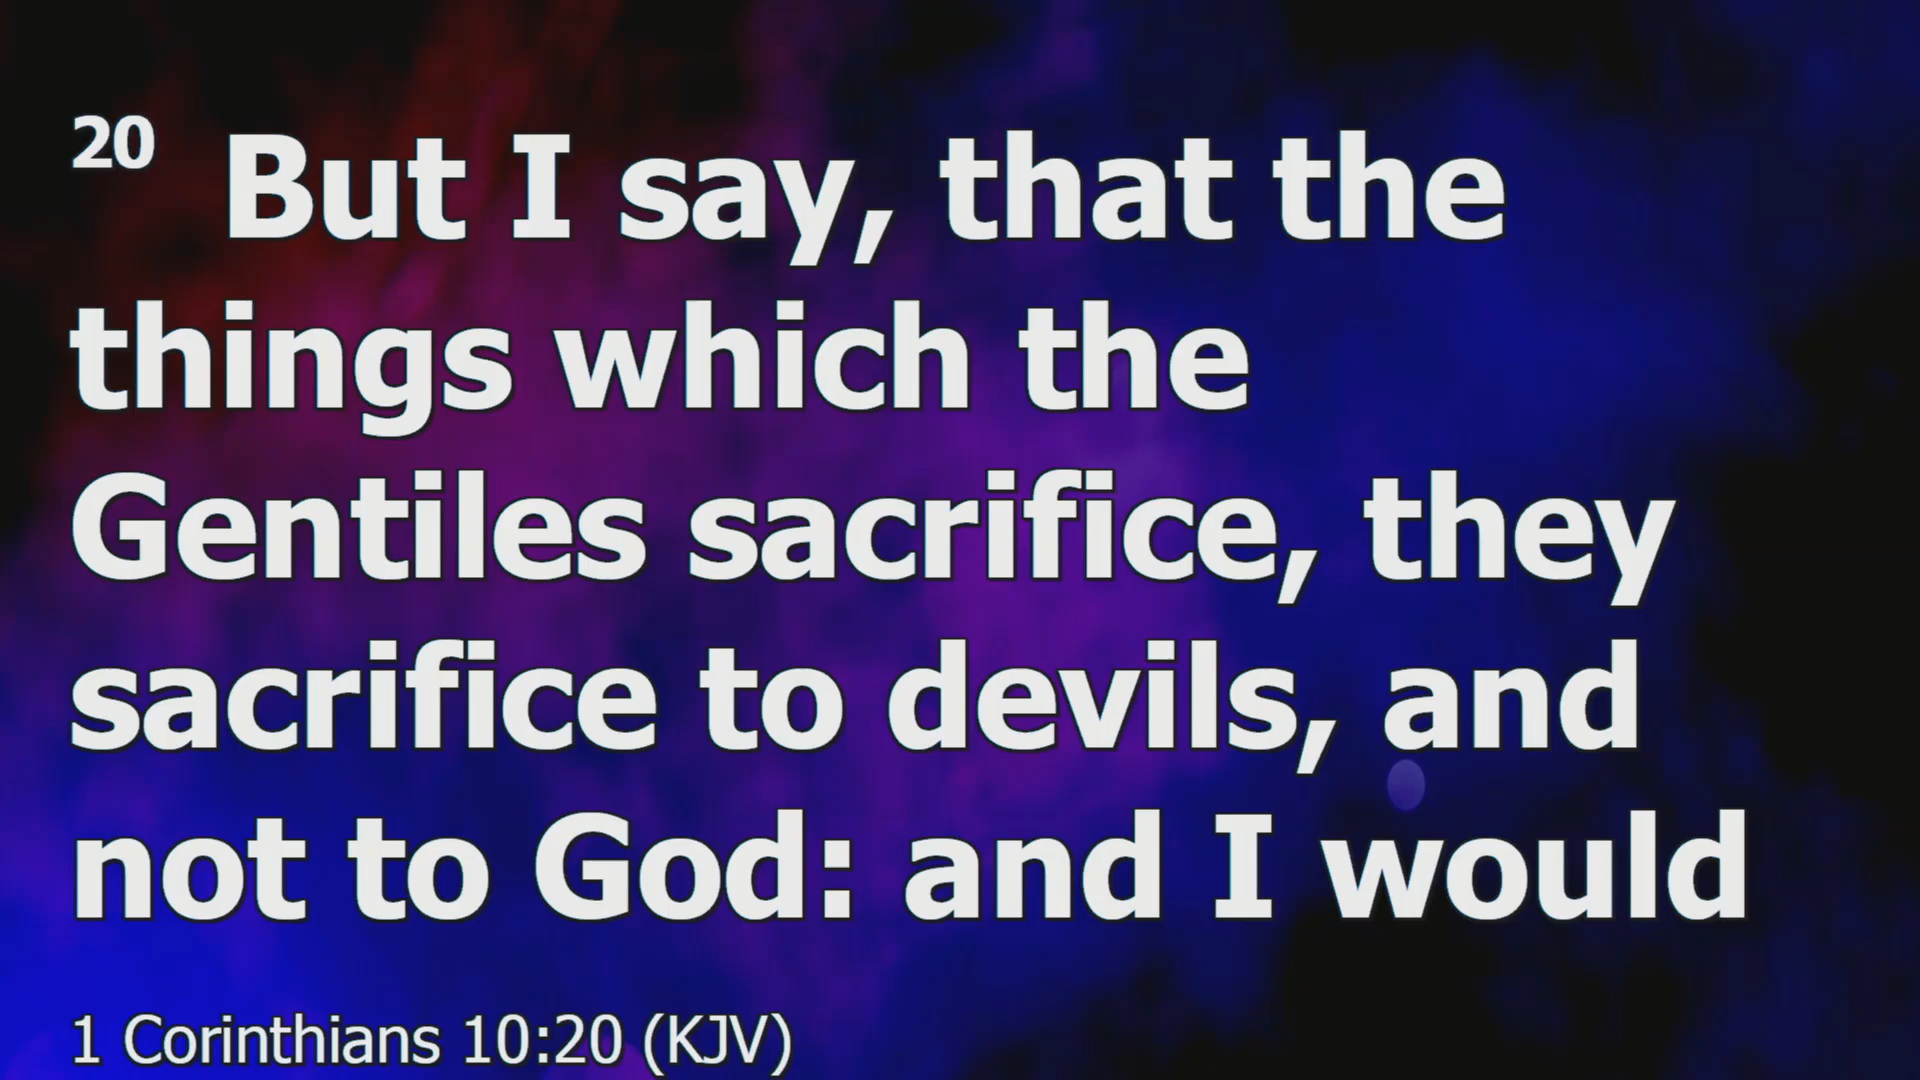 20 But I say, that the
things which the
Gentiles sacrifice, they
sacrifice to devils, and
not to God: and I would
1 Corinthians 10:20 (KJV)